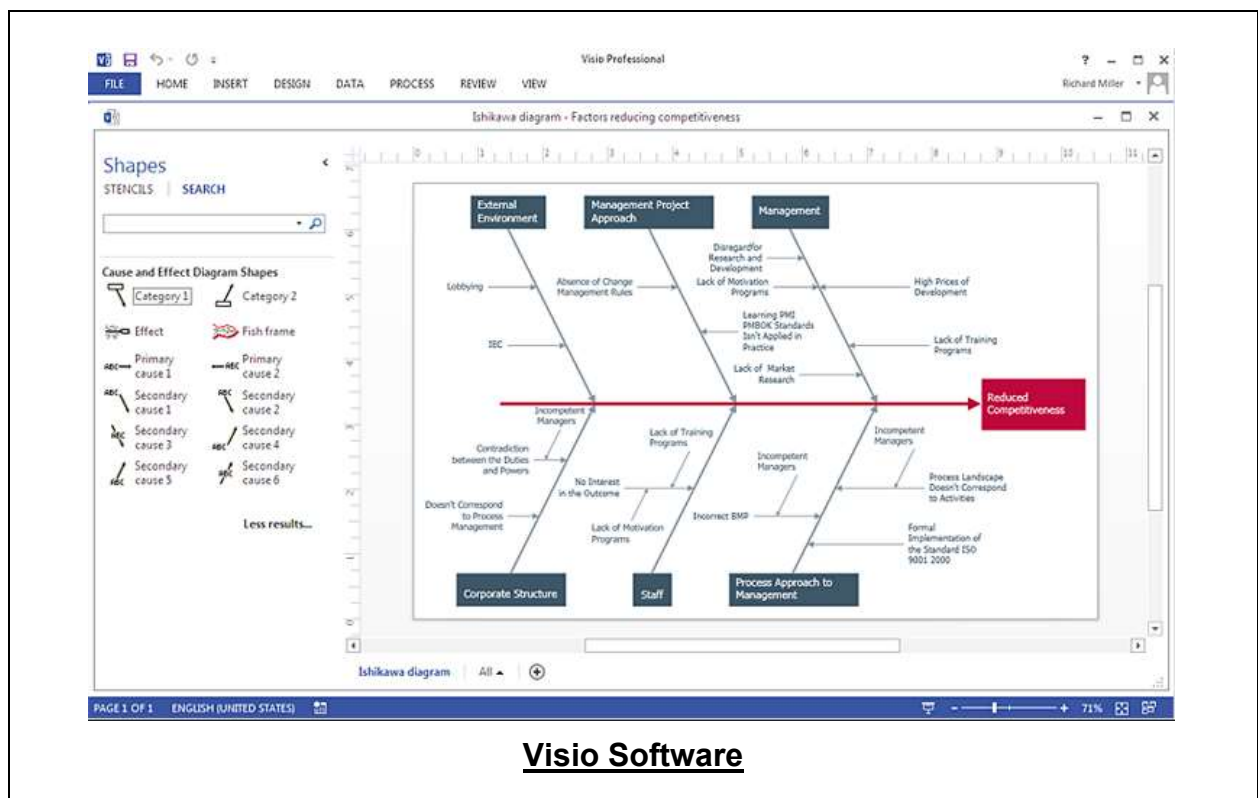 Visio Professional
?
FILE HOME INSERT DESIGN DATA PROCESS REVIEW VIEW
Richard Miller
Ishikawa diagram - Factors reducing competitiveness
Shapes
STENCILS | SEARCH
Cause and Effect Diagram Shapes
Category 1
Category 2
Effect
Fish frame
Primary
cause 1
Primary
cause 2
Secondary
cause 1
Secondary
cause 2
Secondary
cause 3
Secondary
cause 4
Secondary
cause 5
Secondary
cause 6
Less results...
External
Environment
Management Project
Approach
Management
Lobbying
IEC
Absence of Change
Management Rules
Learning PMI
PMBOK Standards
Isn't Applied in
Practice
Disregardfor
Research and
Development
Lack of Motivation
Programs
High Prices of
Development
Lack of Training
Programs
Lack of Market
Research
Reduced
Competitiveness
Incompetent
Managers
Contradiction
between the Duties
and Powers
Doesn't Correspond
to Process
Management
Lack of Training
Programs
No Interest
in the Outcome
Lack of Motivation
Programs
Incompetent
Managers
Incorrect BMP
Incompetent
Managers
Process Landscape
Doesn't Correspond
to Activities
Formal
Implementation of
the Standard ISO
9001 2000
Corporate Structure
Staff
Process Approach to
Management
Ishikawa diagram
All
PAGE 1 OF 1 ENGLISH (UNITED STATES)
71%
Visio Software